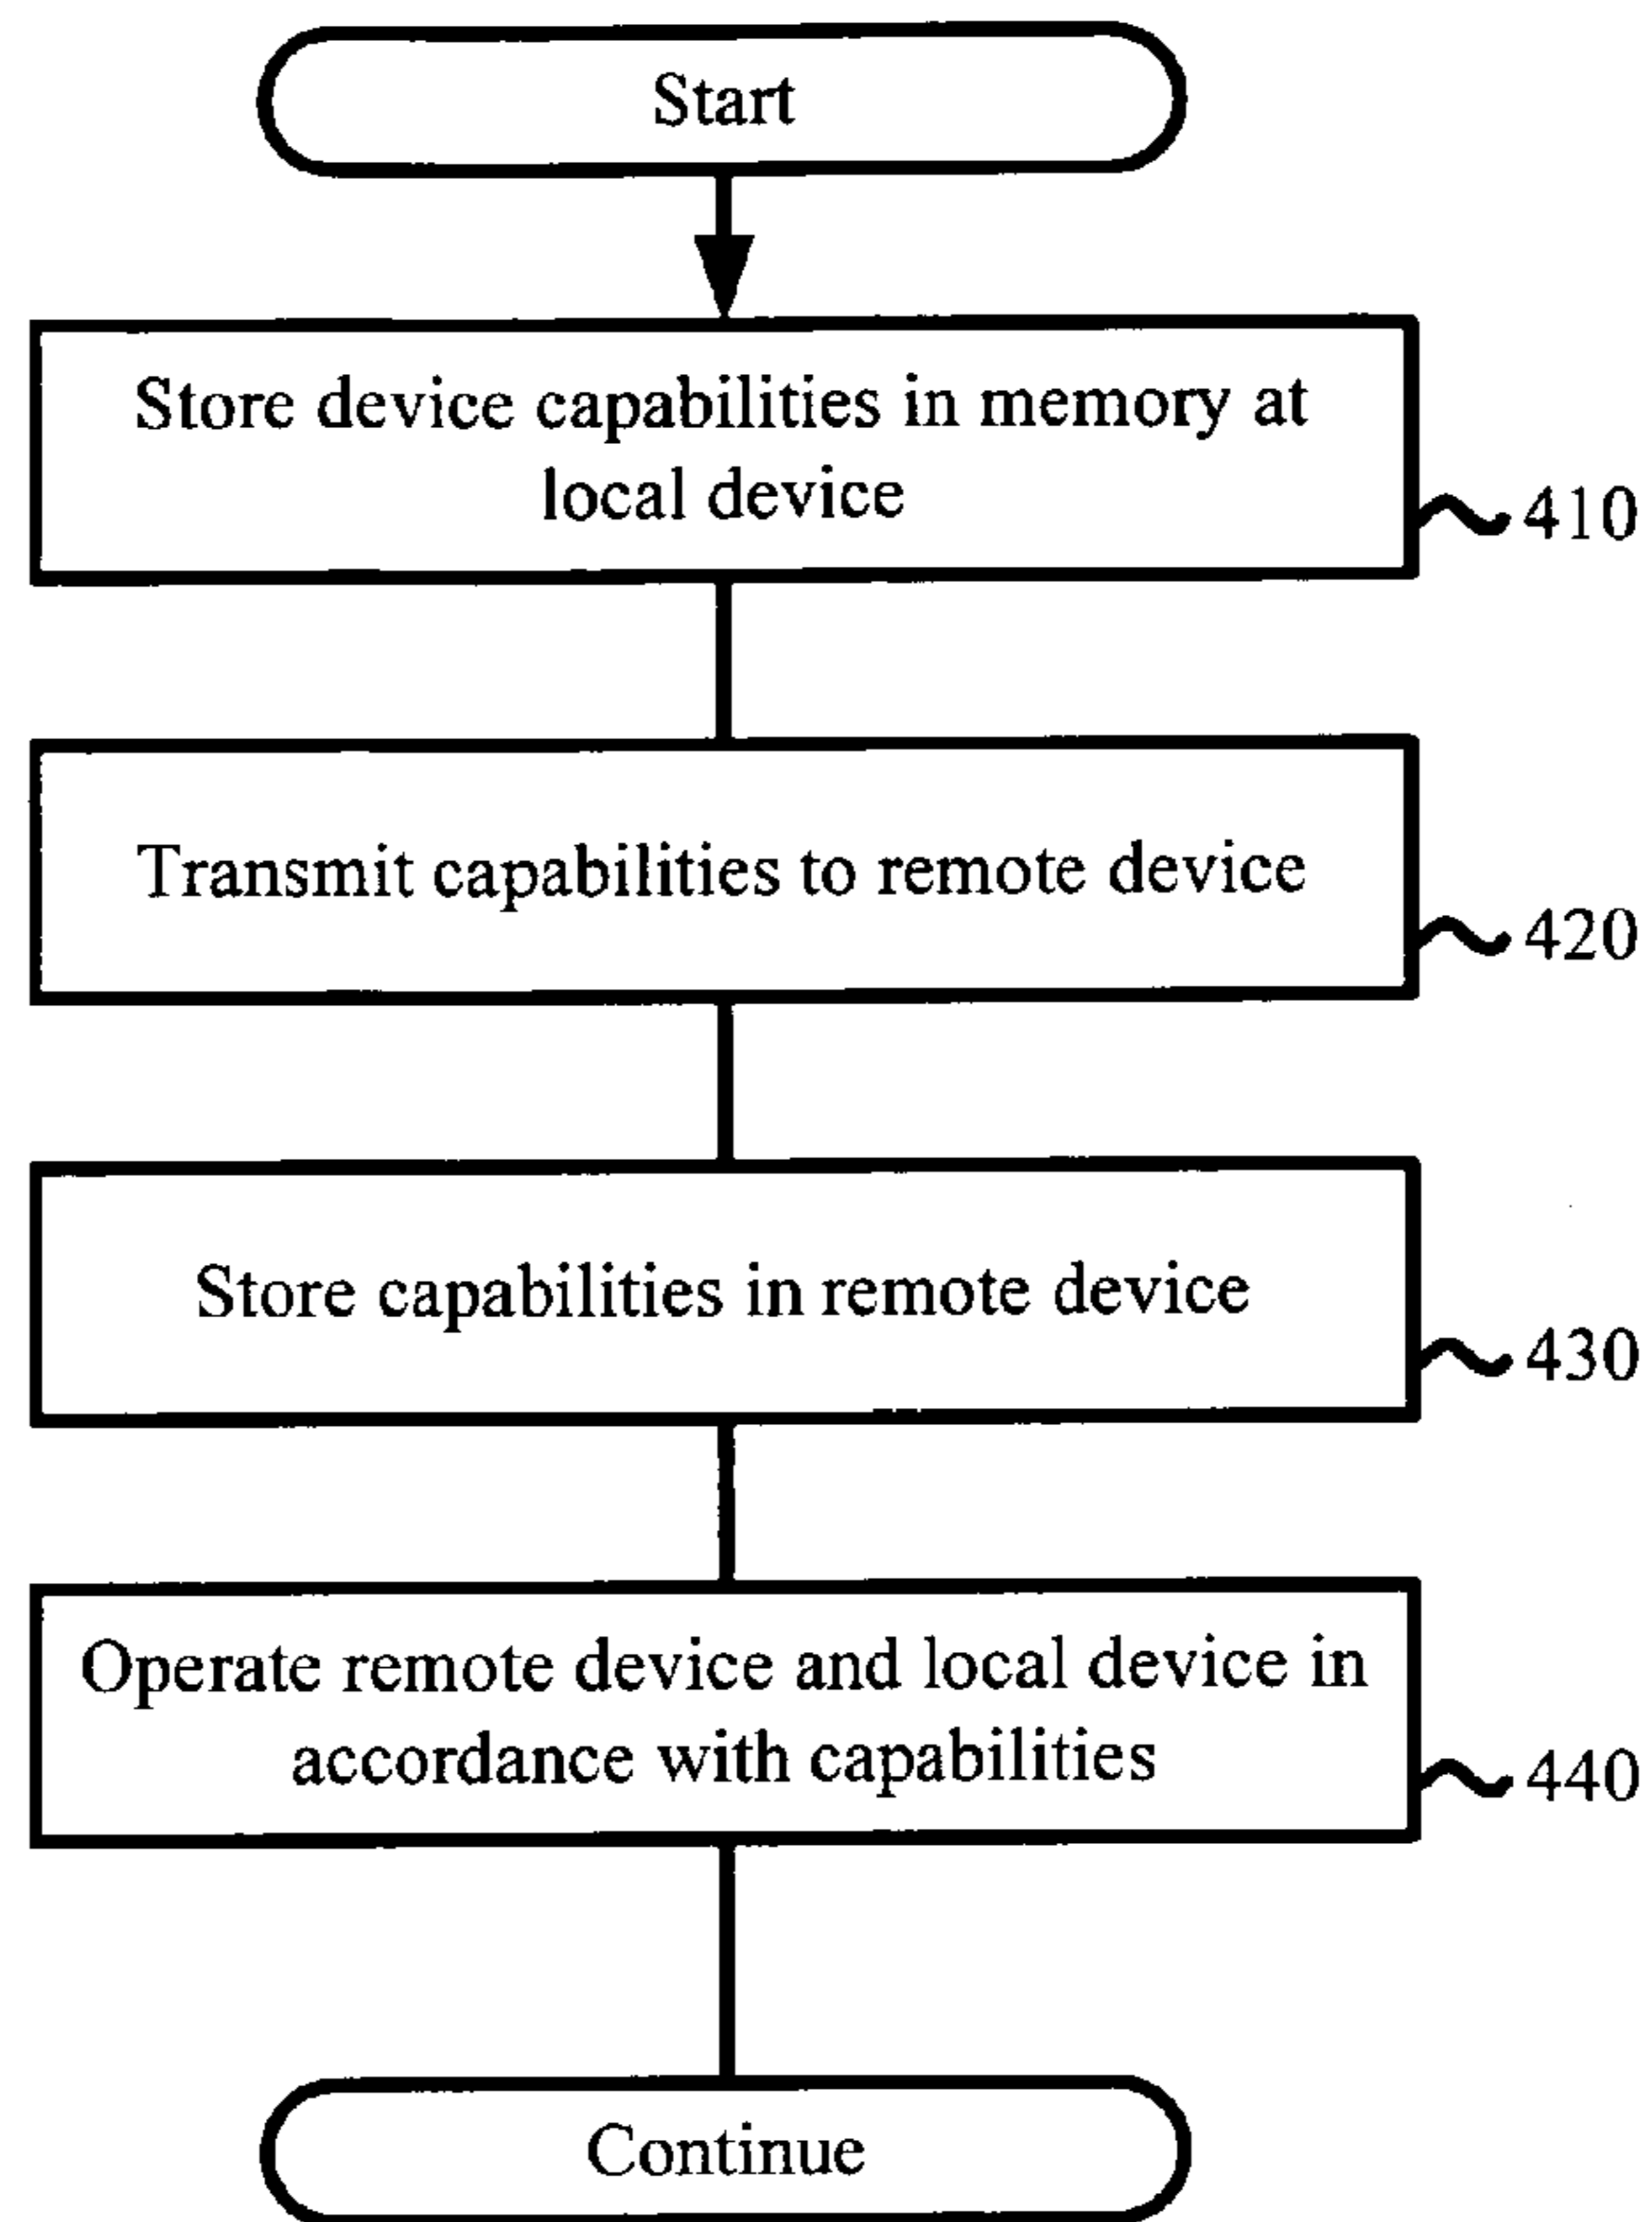 Start
Store device capabilities in memory at
local device
410
Transmit capabilities to remote device
420
Store capabilities in remote device
430
Operate remote device and local device in
accordance with capabilities
440
Continue